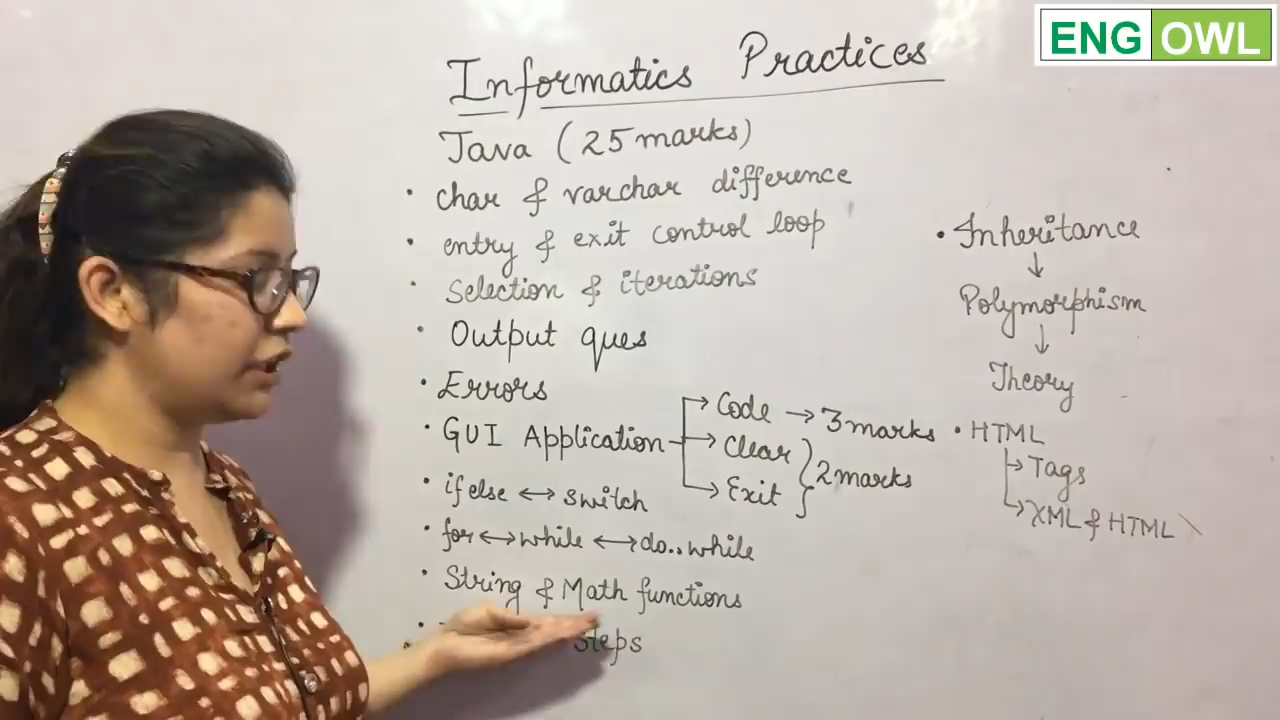 ENG OWL
Informatics Practices
Java (25 marks)
• char & varchar difference
• entry & exit control loop
• Selection & iterations
• Output ques
• Errors
• GUI Application → Code → 3 marks
→ Clear
→ Exit } 2 marks
• if else ↔ switch
• for ↔ while ↔ do..while
• String & Math functions
• steps
• Inheritance
↓
Polymorphism
↓
Theory
• HTML
→ Tags
→ XML & HTML